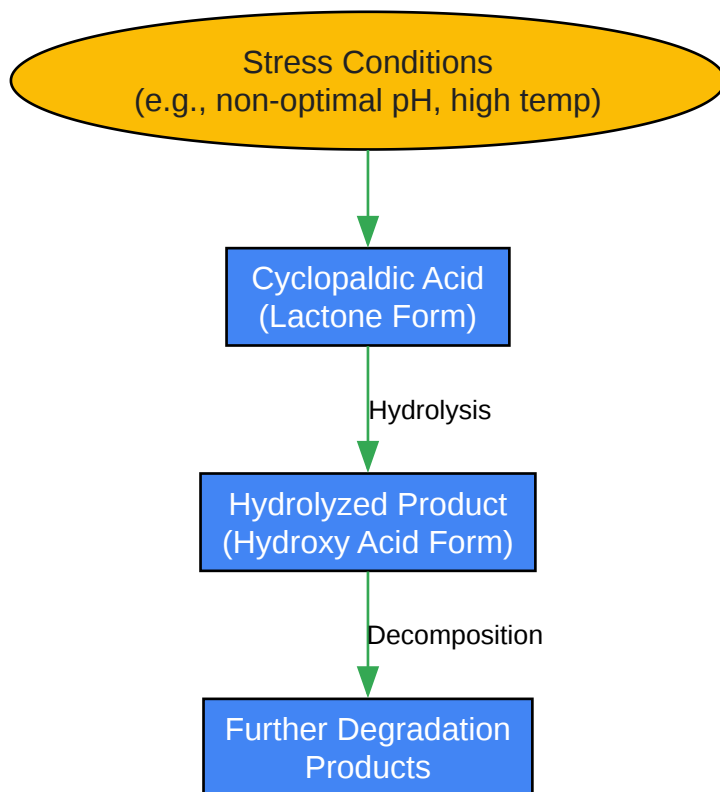 Stress Conditions
(e.g., non-optimal pH, high temp)
Cyclopaldic Acid
(Lactone Form)
Hydrolysis
Hydrolyzed Product
(Hydroxy Acid Form)
Decomposition
Further Degradation
Products